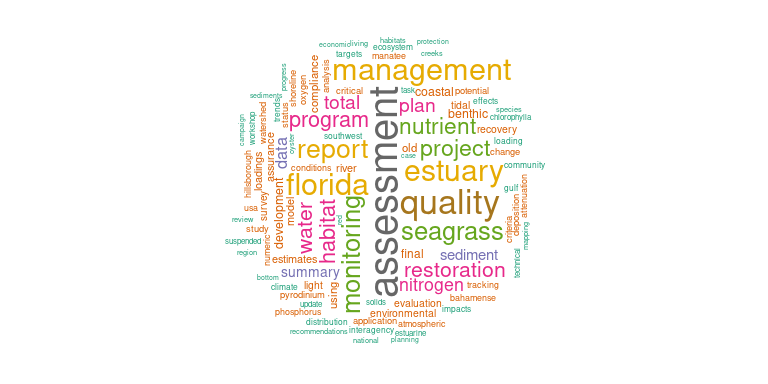 habitats
protection
economic
living
ecosystem
targets
manatee
creeks
management
progress
shoreline
oxygen
compliance
analysis
critical
task
coastal
potential
sediments
trends
status
total
plan
tidal
effects
species
campaign
workshop
watershed
program
benthic
chlorophylla
nutrient
recovery
southwest
assessment
data
oyster
report
old
project
loading
change
case
hillsborough
loadings
assurance
conditions
river
estuary
community
florida
gulf
attenuation
usa
survey
development
model
water
habitat
monitoring
quality
deposition
review
study
red
seagrass
criteria
mapping
suspended
region
numeric
estimates
final
sediment
technical
summary
restoration
bottom
climate
light
using
nitrogen
tracking
pyrodinium
bahamense
update
solids
evaluation
impacts
phosphorus
environmental
distribution
application
atmospheric
recommendations
interagency
estuarine
national
planning